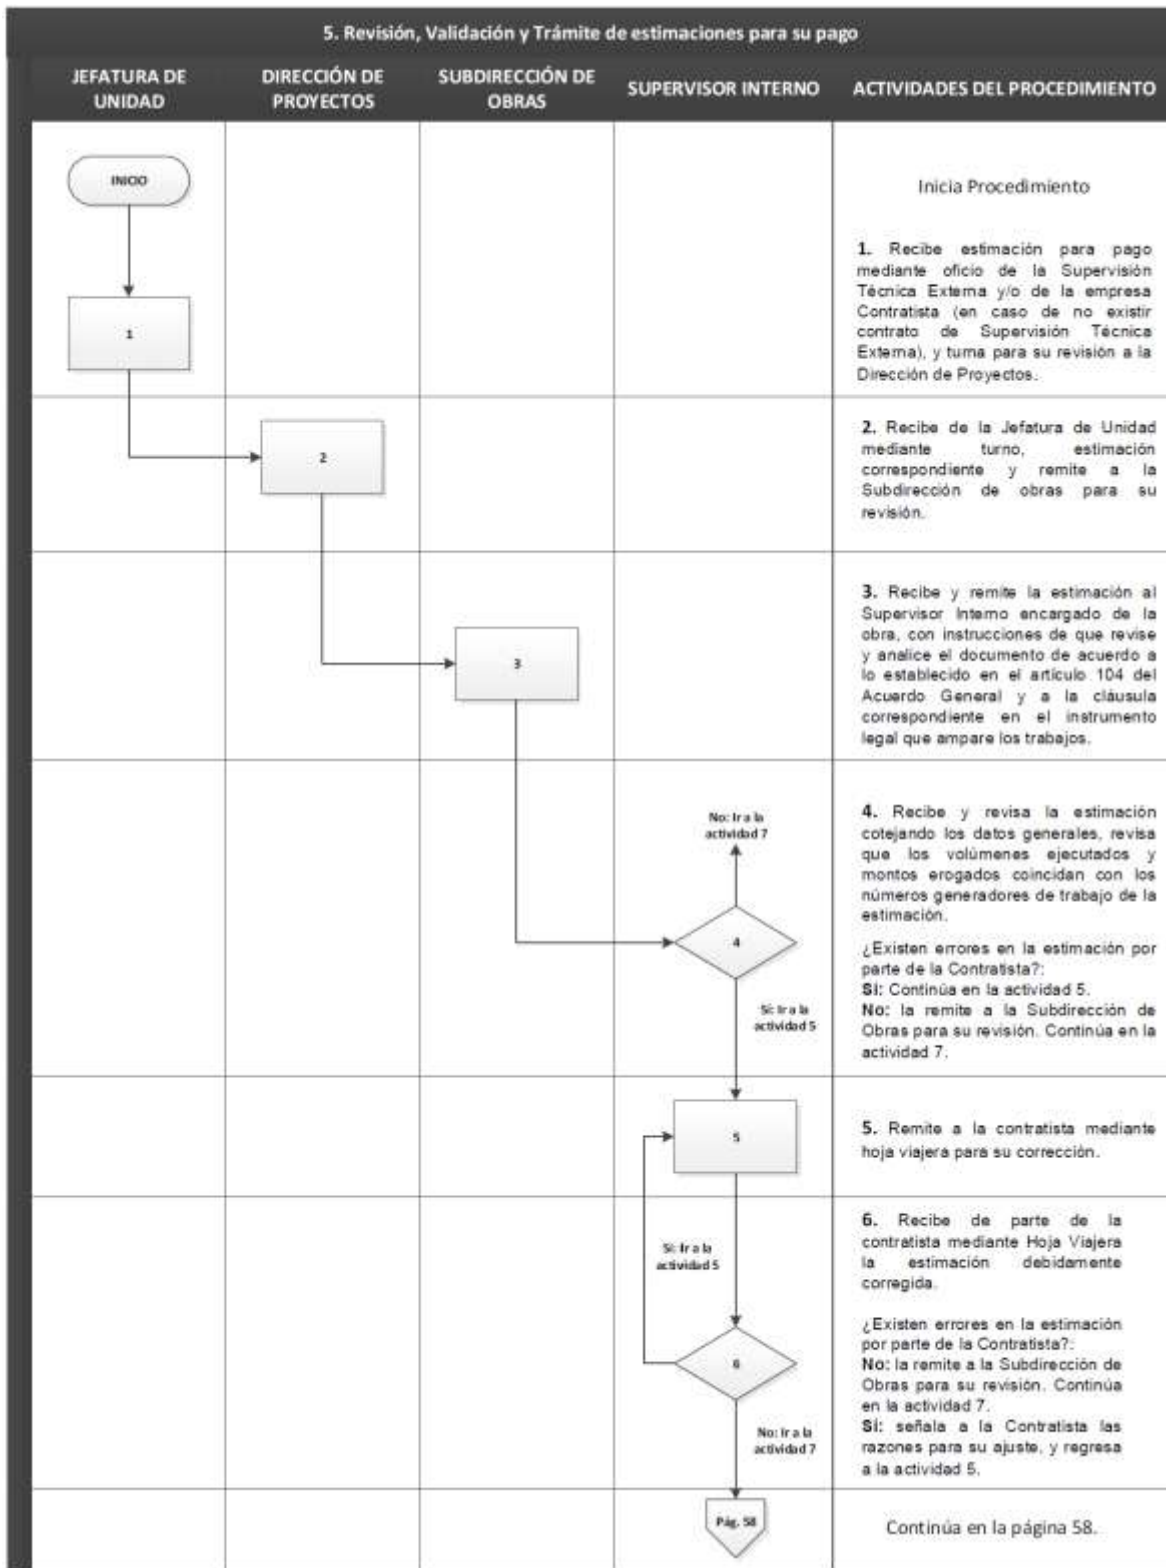 5. Revisión, Validación y Trámite de estimaciones para su pago
JEFATURA DE
UNIDAD
DIRECCIÓN DE
PROYECTOS
SUBDIRECCIÓN DE
OBRAS
SUPERVISOR INTERNO
ACTIVIDADES DEL PROCEDIMIENTO
INICIO
Inicia Procedimiento
1
1. Recibe estimación para pago
mediante oficio de la Supervisión
Técnica Externa y/o de la empresa
Contratista (en caso de no existir
contrato de Supervisión Técnica
Externa), y turna para su revisión a la
Dirección de Proyectos.
2
2. Recibe de la Jefatura de Unidad
mediante turno, estimación
correspondiente y remite a la
Subdirección de obras para su
revisión.
3
3. Recibe y remite la estimación al
Supervisor Interno encargado de la
obra, con instrucciones de que revise
y analice el documento de acuerdo a
lo establecido en el artículo 104 del
Acuerdo General y a la cláusula
correspondiente en el instrumento
legal que ampare los trabajos.
No: Ir a la
actividad 7
4
Sí: Ir a la
actividad 5
4. Recibe y revisa la estimación
cotejando los datos generales, revisa
que los volúmenes ejecutados y
montos erogados coincidan con los
números generadores de trabajo de la
estimación.
¿Existen errores en la estimación por
parte de la Contratista?:
Sí: Continúa en la actividad 5.
No: la remite a la Subdirección de
Obras para su revisión. Continúa en la
actividad 7.
5
5. Remite a la contratista mediante
hoja viajera para su corrección.
Sí: Ir a la
actividad 5
6
No: Ir a la
actividad 7
6. Recibe de parte de la
contratista mediante Hoja Viajera
la estimación debidamente
corregida.
¿Existen errores en la estimación
por parte de la Contratista?:
No: la remite a la Subdirección de
Obras para su revisión. Continúa
en la actividad 7.
Sí: señala a la Contratista las
razones para su ajuste, y regresa
a la actividad 5.
Pág. 58
Continúa en la página 58.